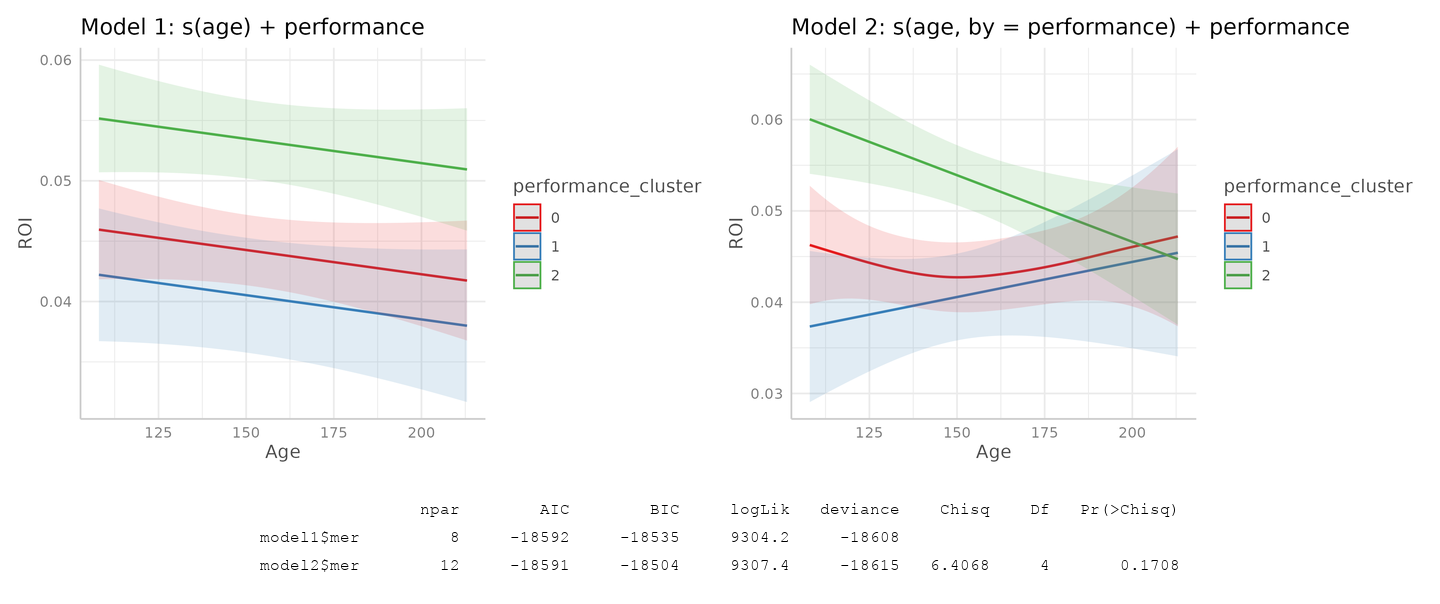 Model 1: s(age) + performance
0.06
0.05
0.04
ROI
125 150 175 200
Age
performance_cluster
0
1
2
Model 2: s(age, by = performance) + performance
0.06
0.05
0.04
0.03
ROI
125 150 175 200
Age
performance_cluster
0
1
2
npar AIC BIC logLik deviance Chisq Df Pr(>Chisq)
model1$mer 8 -18592 -18535 9304.2 -18608
model2$mer 12 -18591 -18504 9307.4 -18615 6.4068 4 0.1708